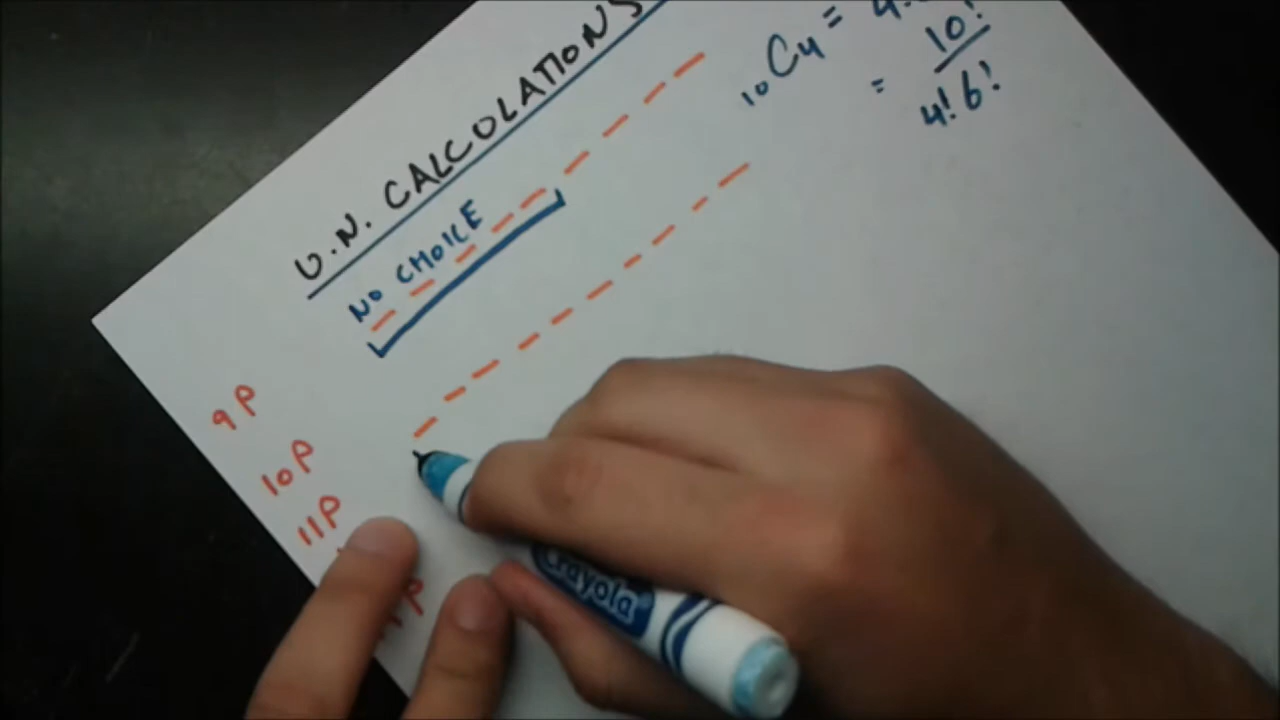 U.N. CALCULATIONS
NO CHOICE
10C4 =
= 10!
4! 6!
9P
10P
11P
P
Crayola